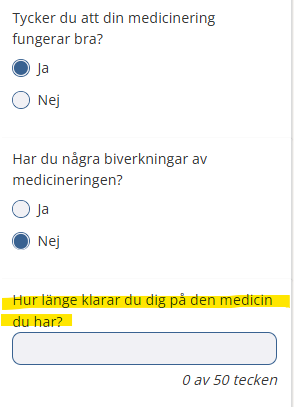 Tycker du att din medicinering
fungerar bra?
Ja
Nej
Har du några biverkningar av
medicineringen?
Ja
Nej
Hur länge klarar du dig på den medicin
du har?
0 av 50 tecken